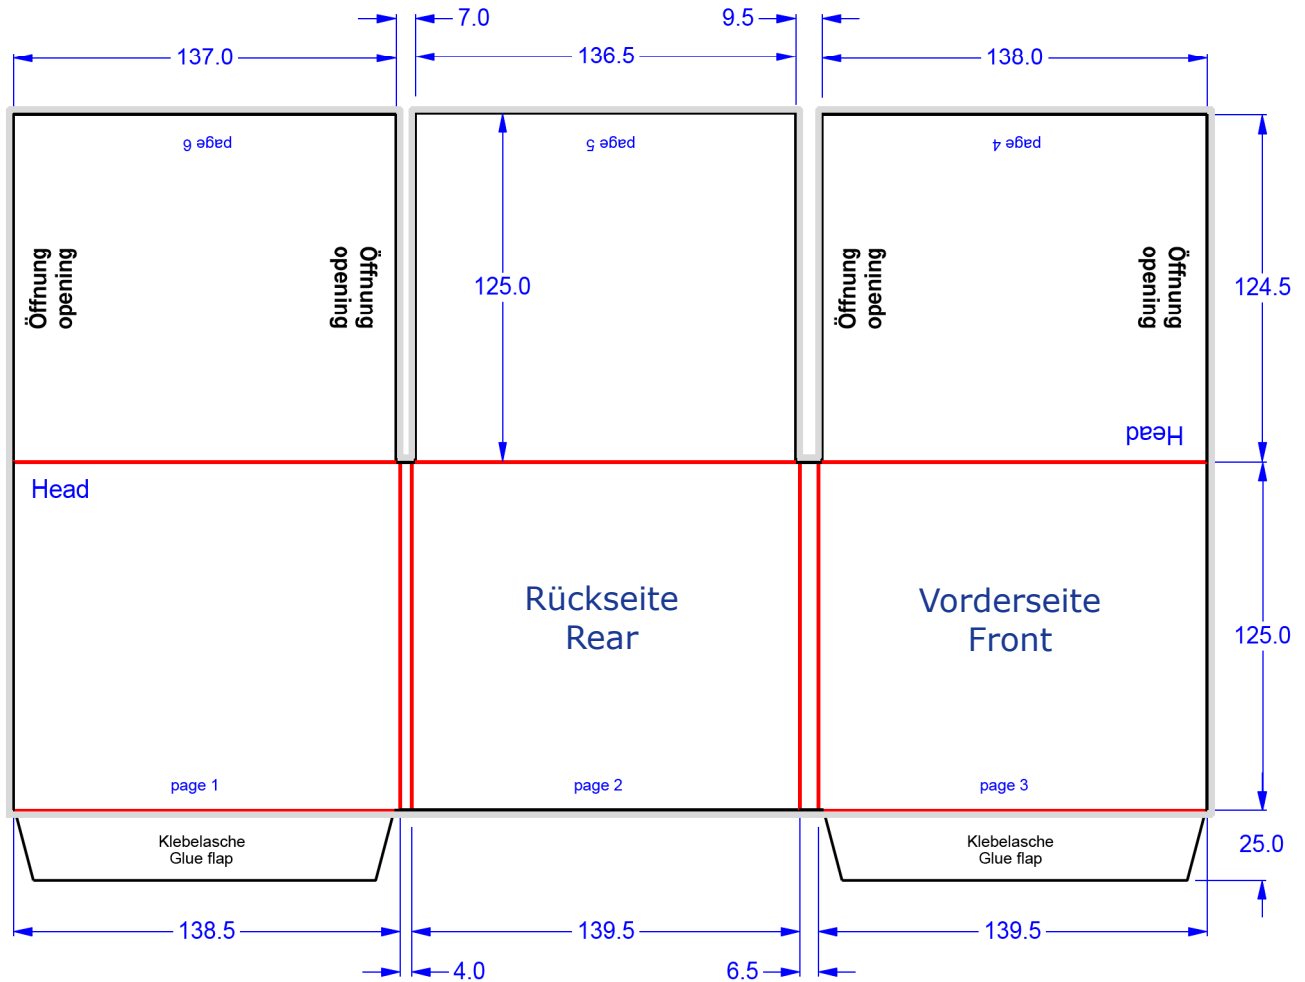 7.0
9.5
137.0
136.5
138.0
page 6
page 5
page 4
Öffnung
opening
Öffnung
opening
125.0
Öffnung
opening
Öffnung
opening
124.5
Head
Head
Rückseite
Rear
Vorderseite
Front
125.0
page 1
page 2
page 3
Klebelasche
Glue flap
Klebelasche
Glue flap
25.0
138.5
139.5
139.5
4.0
6.5